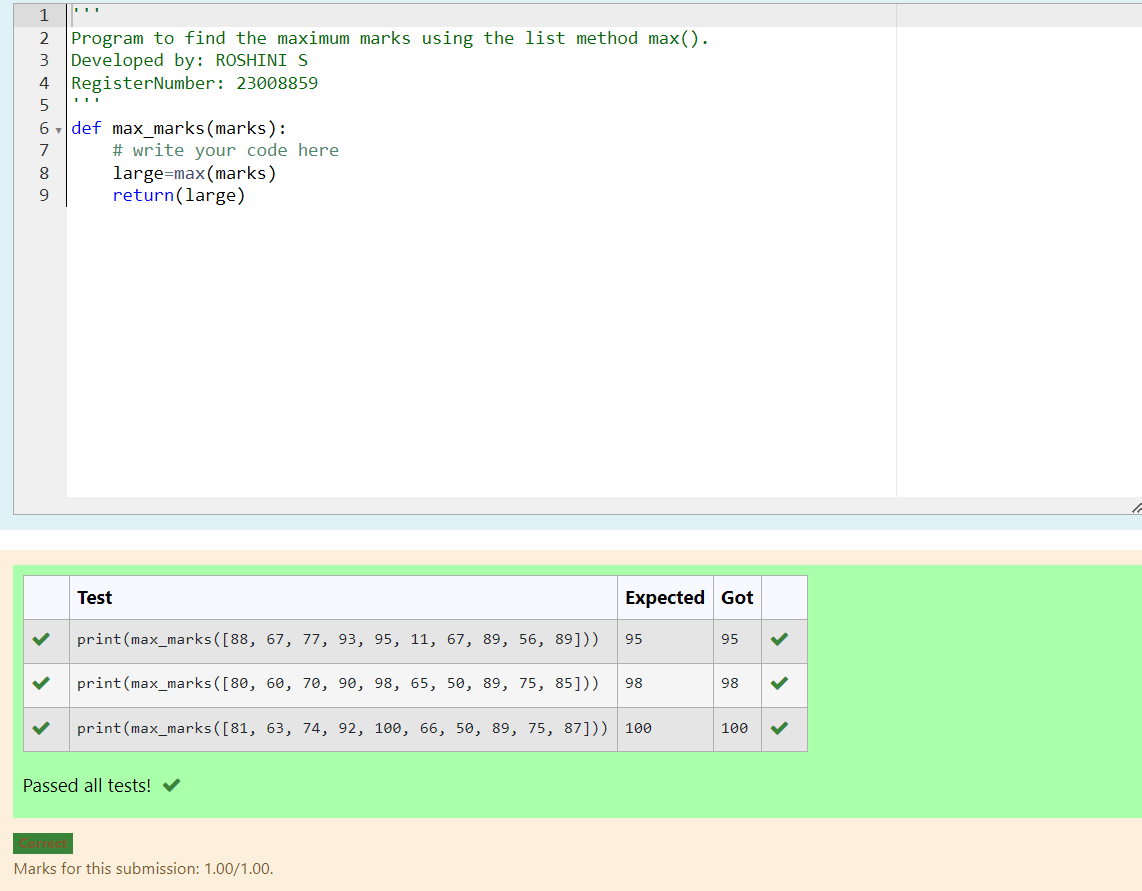 1 '''
2 Program to find the maximum marks using the list method max().
3 Developed by: ROSHINI S
4 RegisterNumber: 23008859
5 '''
6 def max_marks(marks):
7     # write your code here
8     large=max(marks)
9     return(large)
Test Expected Got
print(max_marks([88, 67, 77, 93, 95, 11, 67, 89, 56, 89])) 95 95
print(max_marks([80, 60, 70, 90, 98, 65, 50, 89, 75, 85])) 98 98
print(max_marks([81, 63, 74, 92, 100, 66, 50, 89, 75, 87])) 100 100
Passed all tests!
Correct
Marks for this submission: 1.00/1.00.